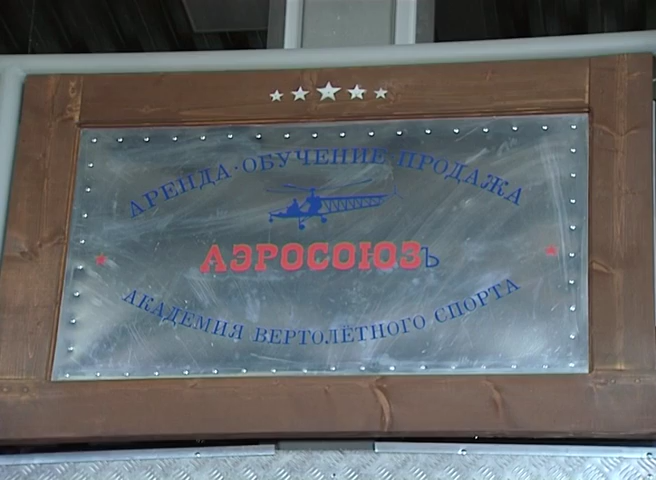 АРЕНДА · ОБУЧЕНИЕ ПРОДАЖА
АЭРОСОЮЗЪ
АКАДЕМИЯ ВЕРТОЛЁТНОГО СПОРТА